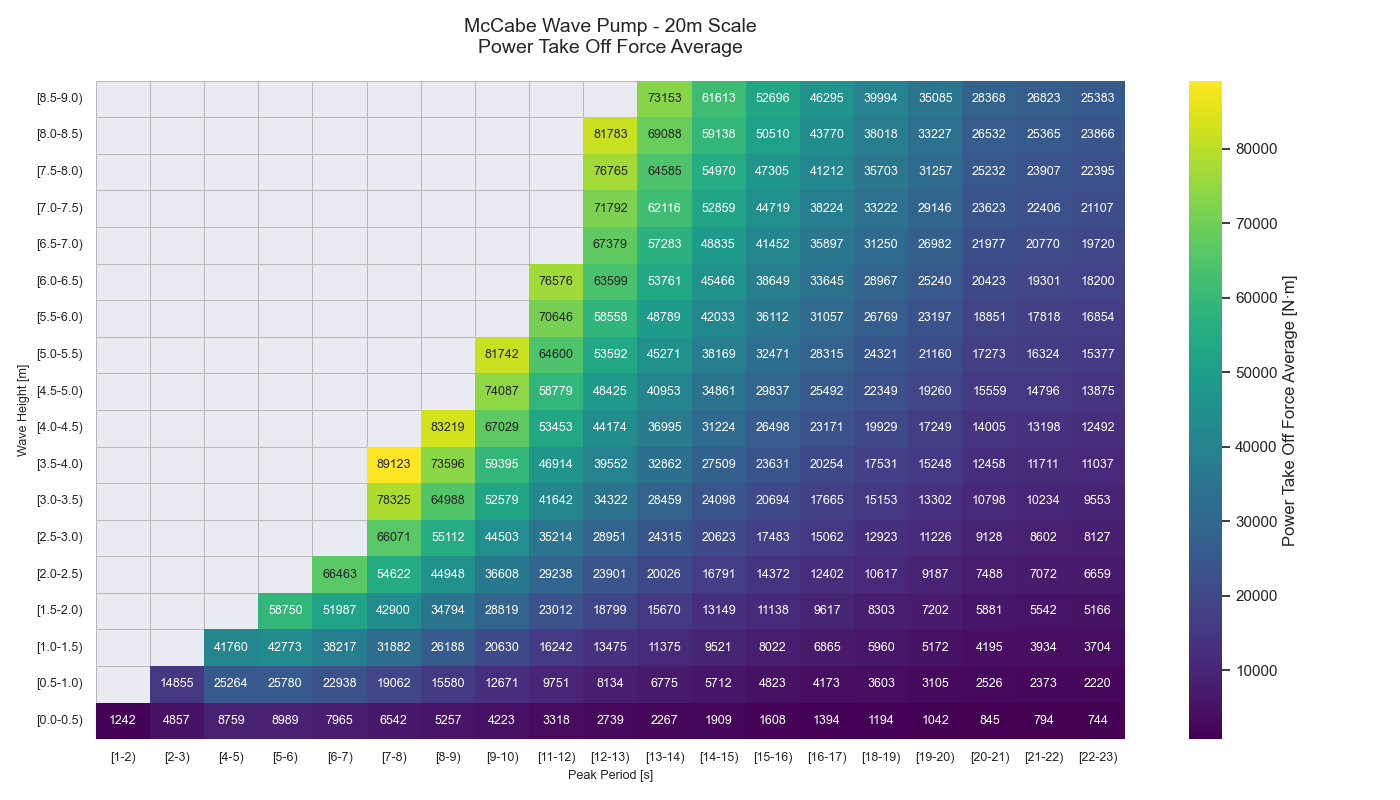 McCabe Wave Pump - 20m Scale
Power Take Off Force Average
[8.5-9.0) 73153 61613 52696 46295 39994 35085 28368 26823 25383
[8.0-8.5) 81783 69088 59138 50510 43770 38018 33227 26532 25365 23866
[7.5-8.0) 76765 64585 54970 47305 41212 35703 31257 25232 23907 22395
[7.0-7.5) 71792 62116 52859 44719 38224 33222 29146 23623 22406 21107
[6.5-7.0) 67379 57283 48835 41452 35897 31250 26982 21977 20770 19720
[6.0-6.5) 76576 63599 53761 45466 38649 33645 28967 25240 20423 19301 18200
[5.5-6.0) 70646 58558 48789 42033 36112 31057 26769 23197 18851 17818 16854
[5.0-5.5) 81742 64600 53592 45271 38169 32471 28315 24321 21160 17273 16324 15377
[4.5-5.0) 74087 58779 48425 40953 34861 29837 25492 22349 19260 15559 14796 13875
[4.0-4.5) 83219 67029 53453 44174 36995 31224 26498 23171 19929 17249 14005 13198 12492
[3.5-4.0) 89123 73596 59395 46914 39552 32862 27509 23631 20254 17531 15248 12458 11711 11037
[3.0-3.5) 78325 64988 52579 41642 34322 28459 24098 20694 17665 15153 13302 10798 10234 9553
[2.5-3.0) 66071 55112 44503 35214 28951 24315 20623 17483 15062 12923 11226 9128 8602 8127
[2.0-2.5) 66463 54622 44948 36608 29238 23901 20026 16791 14372 12402 10617 9187 7488 7072 6659
[1.5-2.0) 58750 51987 42900 34794 28819 23012 18799 15670 13149 11138 9617 8303 7202 5881 5542 5166
[1.0-1.5) 41760 42773 38217 31882 26188 20630 16242 13475 11375 9521 8022 6865 5960 5172 4195 3934 3704
[0.5-1.0) 14855 25264 25780 22938 19062 15580 12671 9751 8134 6775 5712 4823 4173 3603 3105 2526 2373 2220
[0.0-0.5) 1242 4857 8759 8989 7965 6542 5257 4223 3318 2739 2267 1909 1608 1394 1194 1042 845 794 744
[1-2) [2-3) [4-5) [5-6) [6-7) [7-8) [8-9) [9-10) [11-12) [12-13) [13-14) [14-15) [15-16) [16-17) [18-19) [19-20) [20-21) [21-22) [22-23)
Peak Period [s]
Wave Height [m]
80000
70000
60000
50000
40000
30000
20000
10000
Power Take Off Force Average [N·m]